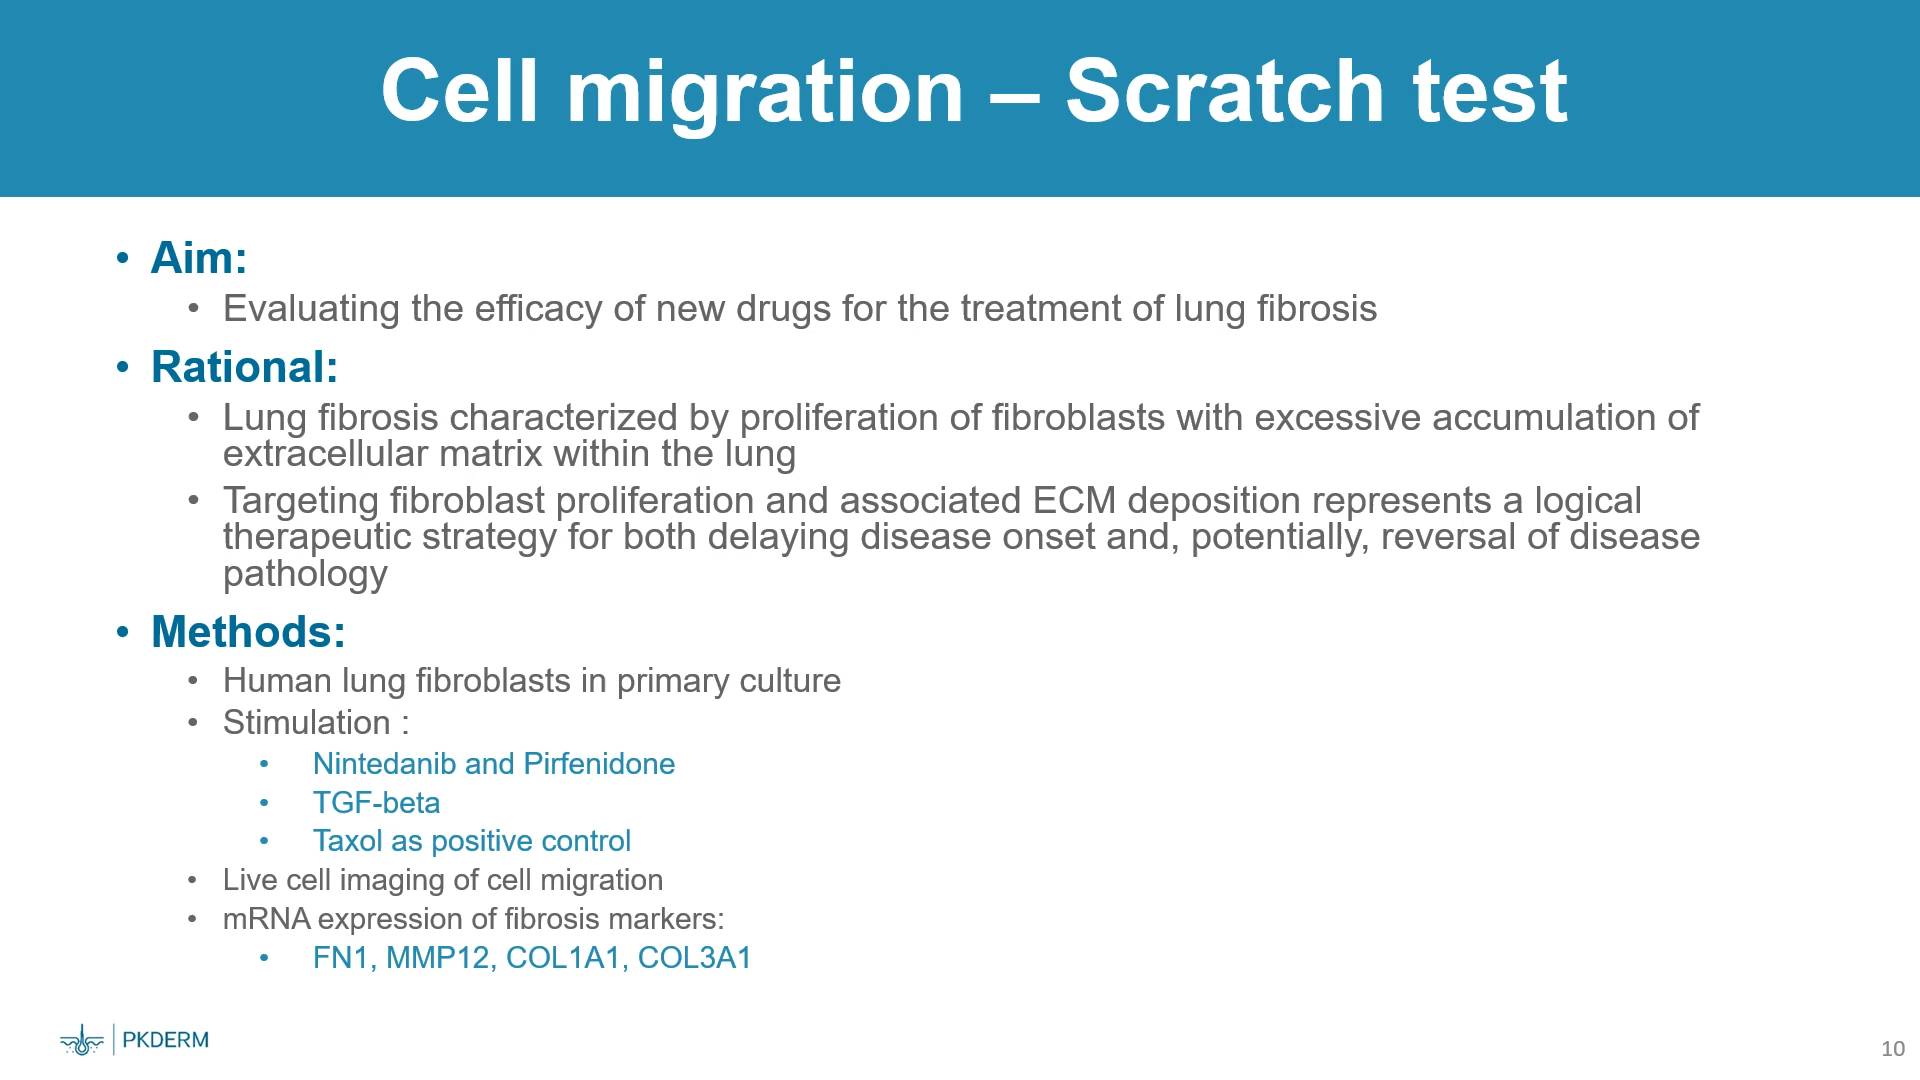 Cell migration – Scratch test
• Aim:
• Evaluating the efficacy of new drugs for the treatment of lung fibrosis
• Rational:
• Lung fibrosis characterized by proliferation of fibroblasts with excessive accumulation of
extracellular matrix within the lung
• Targeting fibroblast proliferation and associated ECM deposition represents a logical
therapeutic strategy for both delaying disease onset and, potentially, reversal of disease
pathology
• Methods:
• Human lung fibroblasts in primary culture
• Stimulation :
• Nintedanib and Pirfenidone
• TGF-beta
• Taxol as positive control
• Live cell imaging of cell migration
• mRNA expression of fibrosis markers:
• FN1, MMP12, COL1A1, COL3A1
PKDERM
10